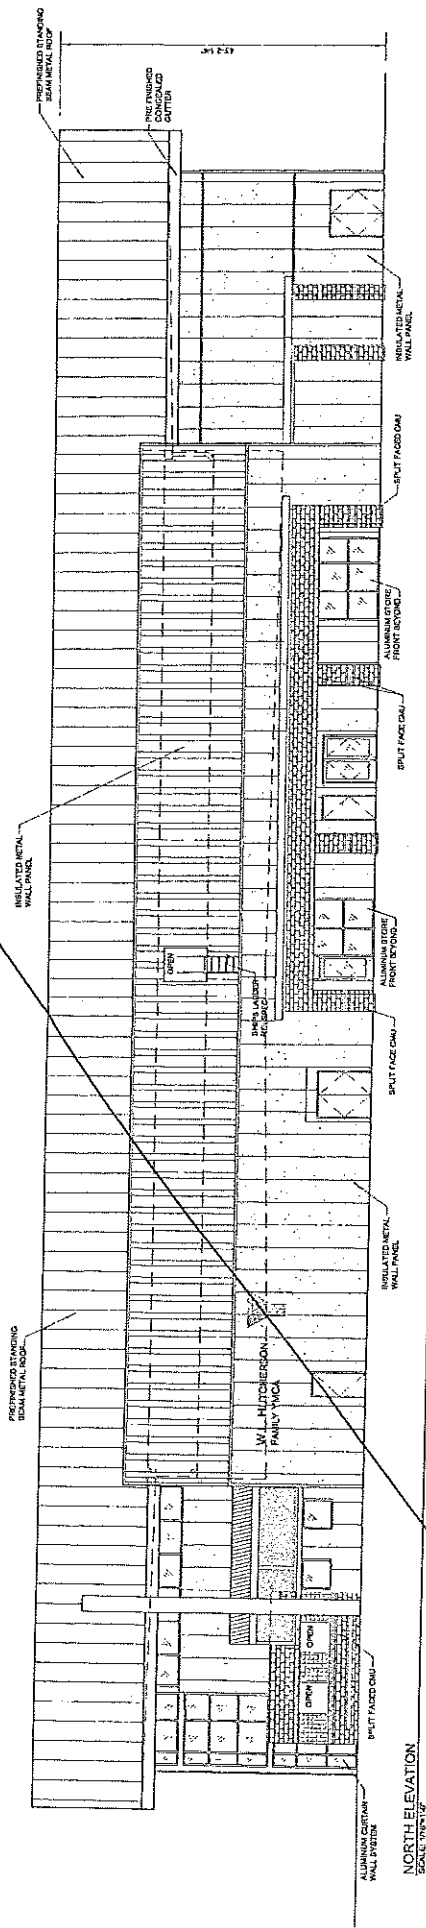 PREFINISHED STANDING
SEAM METAL ROOF
INSULATED METAL
WALL PANEL
PREFINISHED STANDING
SEAM METAL ROOF
PRE FINISHED
CONCEALED
GUTTER
OPEN
SHIPS LADDER
FAMILY YMCA
OPEN
OPEN
ALUMINUM CURTAIN
WALL SYSTEM
SPLIT FACED CMU
INSULATED METAL
WALL PANEL
SPLIT FACE CMU
ALUMINUM STORE
FRONT BEYOND
SPLIT FACE CMU
ALUMINUM STORE
FRONT BEYOND
SPLIT FACED CMU
INSULATED METAL
WALL PANEL
NORTH ELEVATION